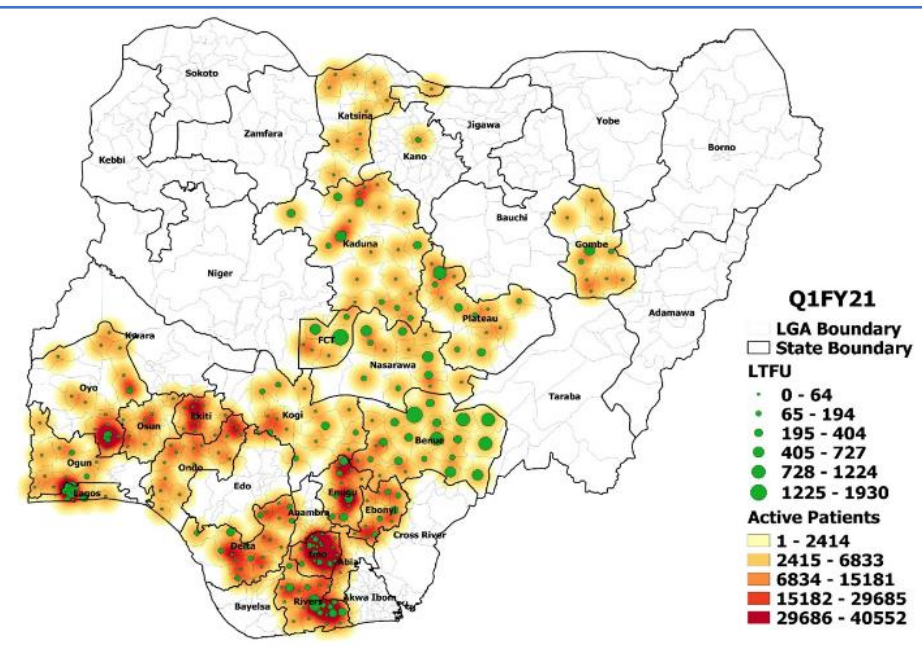 Sokoto
Katsina
Jigawa
Yobe
Borno
Zamfara
Kano
Kebbi
Bauchi
Kaduna
Gombe
Niger
Adamawa
Plateau
Kwara
FCT
Nasarawa
Oyo
Taraba
Osun
Ekiti
Kogi
Benue
Ogun
Ondo
Edo
Enugu
Lagos
Anambra
Ebonyi
Cross River
Delta
Imo
Abia
Bayelsa
Rivers
Akwa Ibom
Q1FY21
LGA Boundary
State Boundary
LTFU
0 - 64
65 - 194
195 - 404
405 - 727
728 - 1224
1225 - 1930
Active Patients
1 - 2414
2415 - 6833
6834 - 15181
15182 - 29685
29686 - 40552